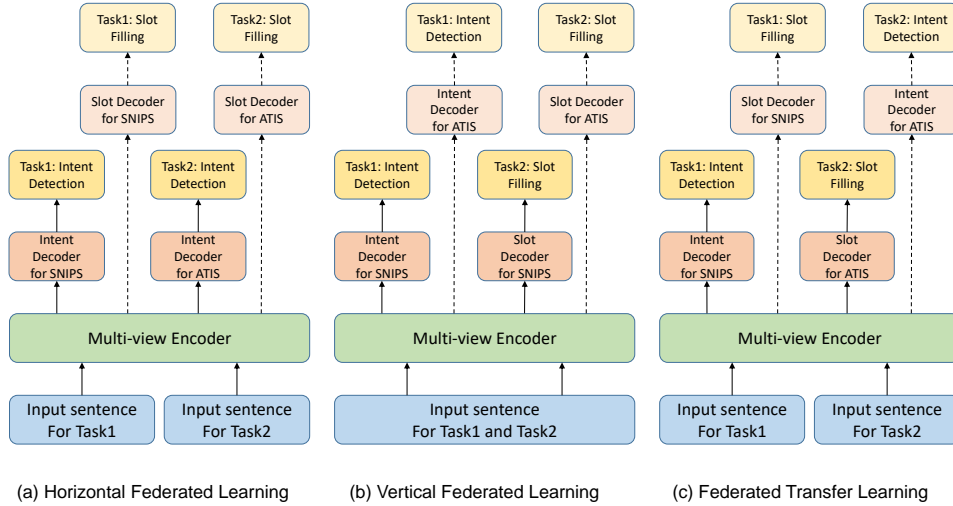 Task1: Slot
Filling
Task2: Slot
Filling
Slot Decoder
for SNIPS
Slot Decoder
for ATIS
Task1: Intent
Detection
Task2: Intent
Detection
Intent
Decoder
for SNIPS
Intent
Decoder
for ATIS
Multi-view Encoder
Input sentence
For Task1
Input sentence
For Task2
(a) Horizontal Federated Learning
Task1: Intent
Detection
Task2: Slot
Filling
Intent
Decoder
for ATIS
Slot Decoder
for ATIS
Task1: Intent
Detection
Task2: Slot
Filling
Intent
Decoder
for SNIPS
Slot
Decoder
for SNIPS
Multi-view Encoder
Input sentence
For Task1 and Task2
(b) Vertical Federated Learning
Task1: Slot
Filling
Task2: Intent
Detection
Slot Decoder
for SNIPS
Intent
Decoder
for ATIS
Task1: Intent
Detection
Task2: Slot
Filling
Intent
Decoder
for SNIPS
Slot
Decoder
for ATIS
Multi-view Encoder
Input sentence
For Task1
Input sentence
For Task2
(c) Federated Transfer Learning